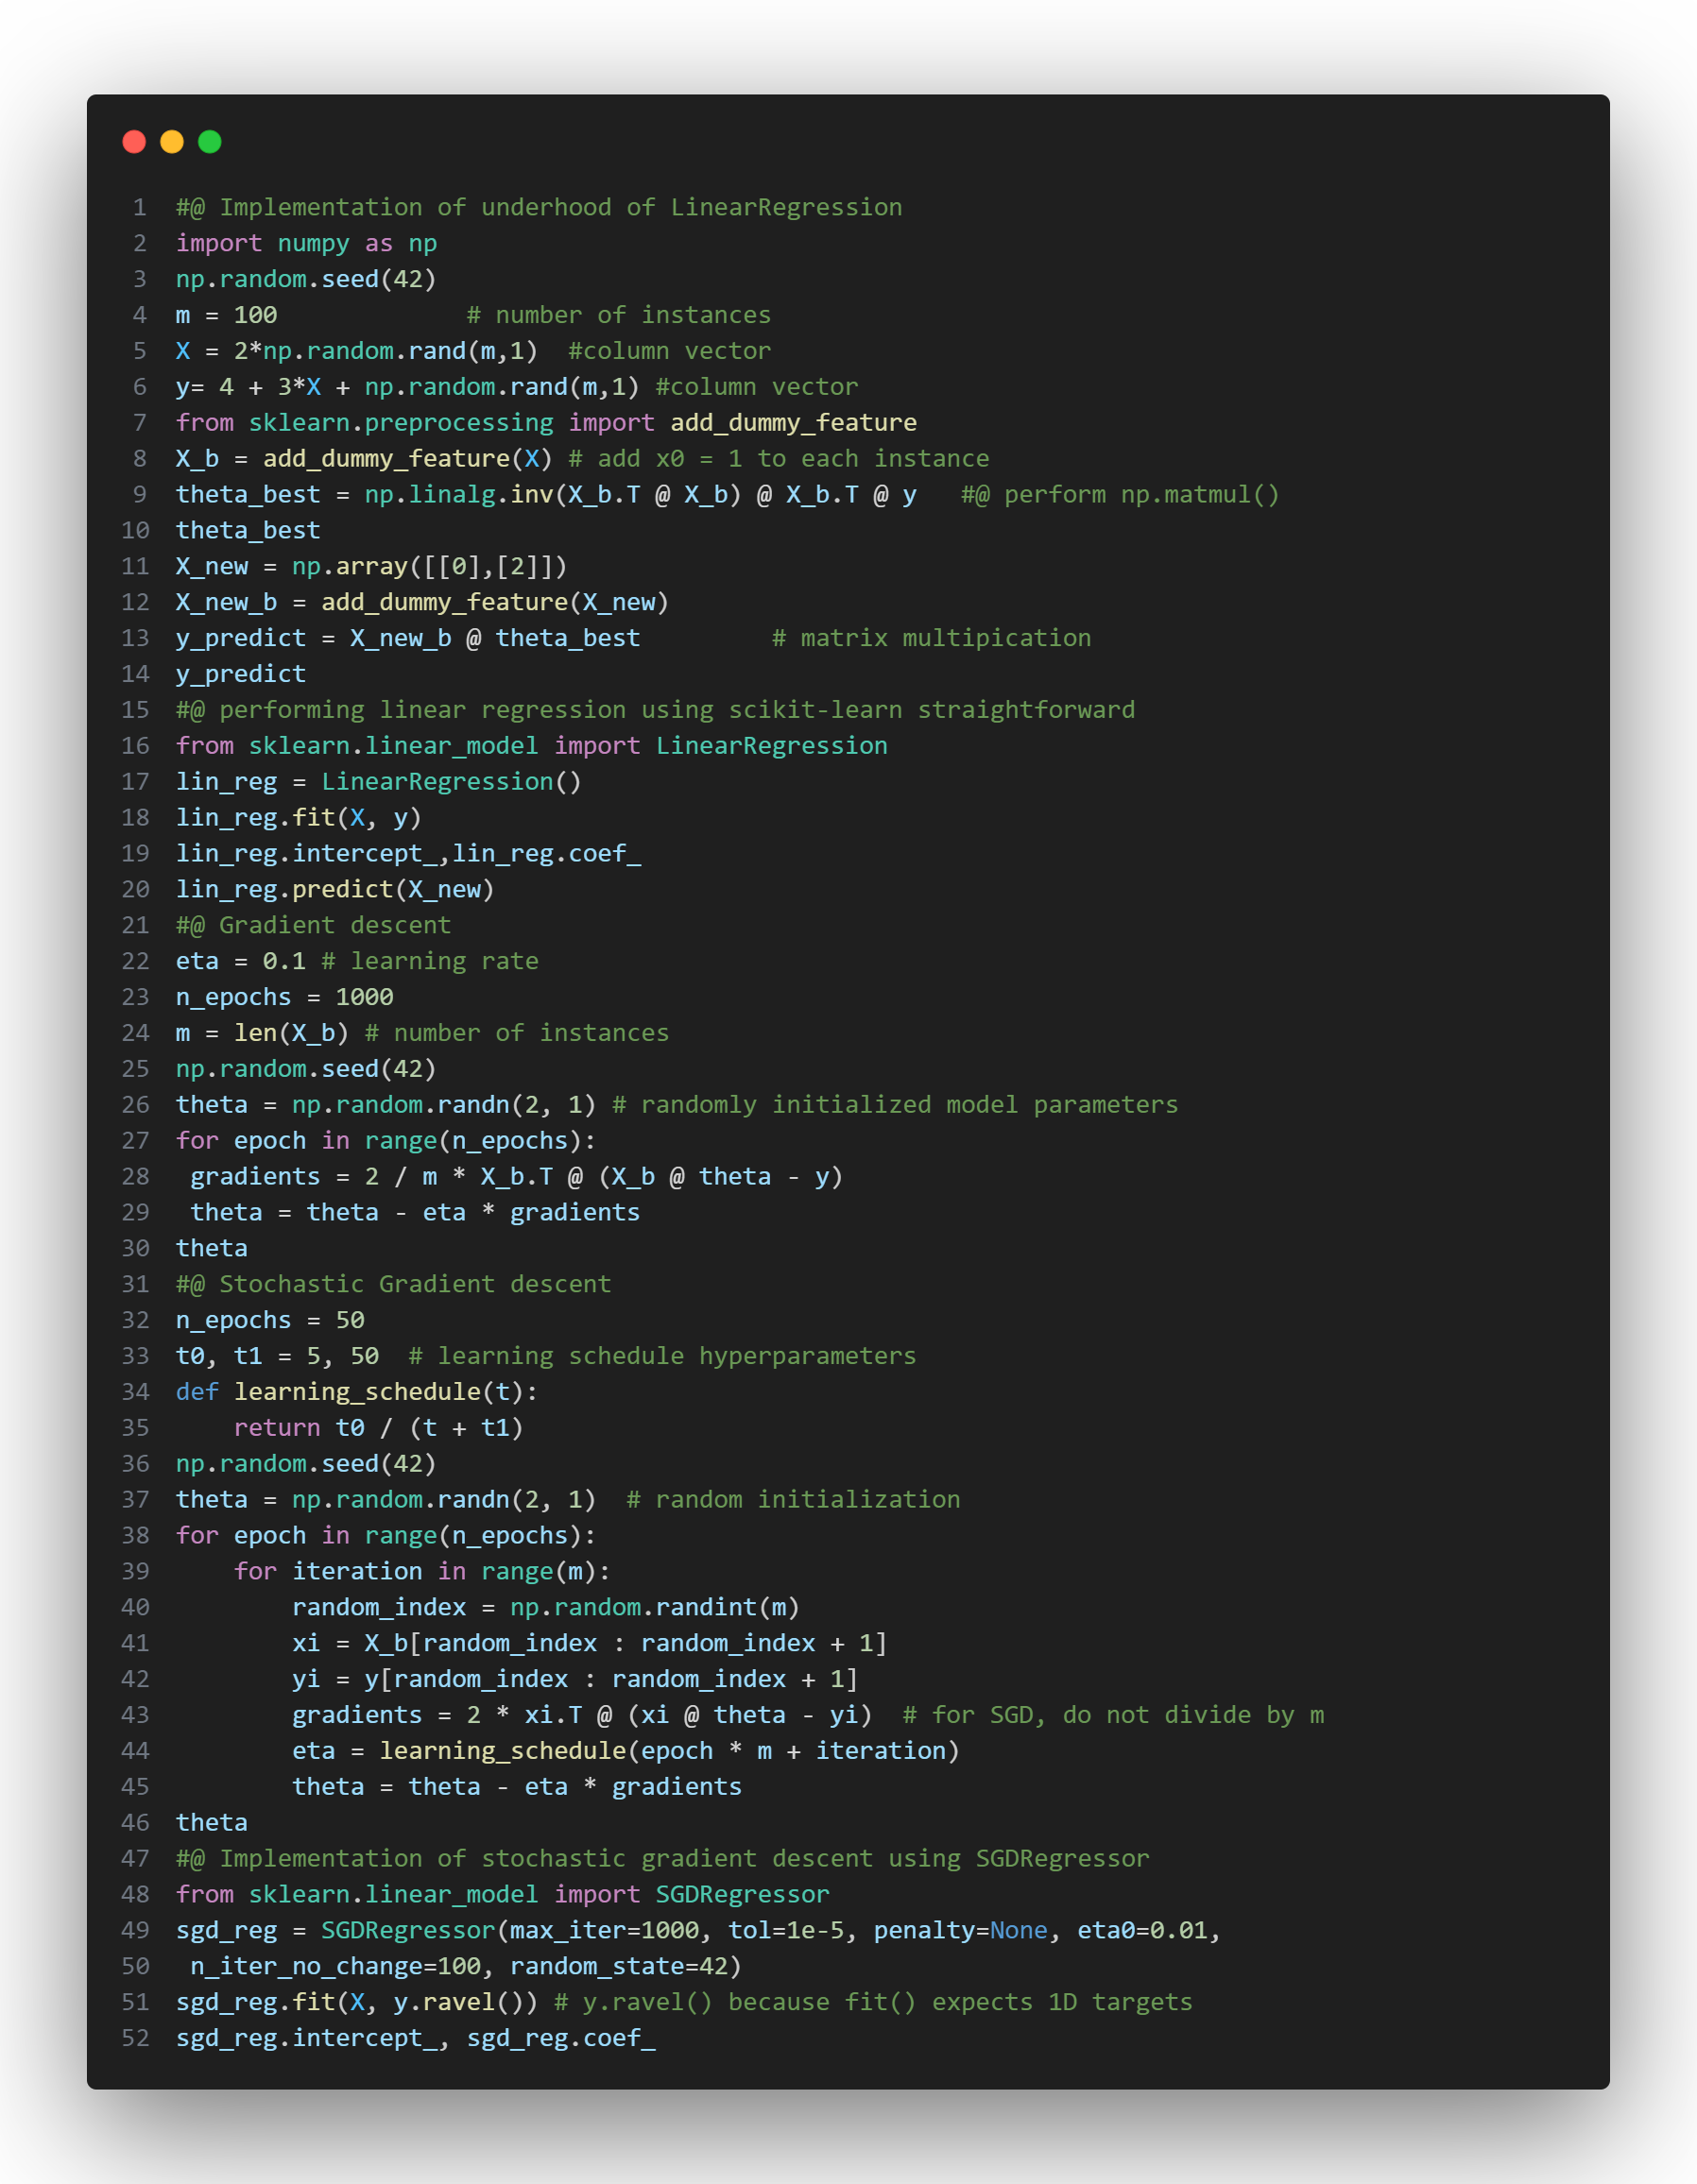 1 #@ Implementation of underhood of LinearRegression
2 import numpy as np
3 np.random.seed(42)
4 m = 100             # number of instances
5 X = 2*np.random.rand(m,1)  #column vector
6 y= 4 + 3*X + np.random.rand(m,1) #column vector
7 from sklearn.preprocessing import add_dummy_feature
8 X_b = add_dummy_feature(X) # add x0 = 1 to each instance
9 theta_best = np.linalg.inv(X_b.T @ X_b) @ X_b.T @ y   #@ perform np.matmul()
10 theta_best
11 X_new = np.array([[0],[2]])
12 X_new_b = add_dummy_feature(X_new)
13 y_predict = X_new_b @ theta_best         # matrix multipication
14 y_predict
15 #@ performing linear regression using scikit-learn straightforward
16 from sklearn.linear_model import LinearRegression
17 lin_reg = LinearRegression()
18 lin_reg.fit(X, y)
19 lin_reg.intercept_,lin_reg.coef_
20 lin_reg.predict(X_new)
21 #@ Gradient descent
22 eta = 0.1 # learning rate
23 n_epochs = 1000
24 m = len(X_b) # number of instances
25 np.random.seed(42)
26 theta = np.random.randn(2, 1) # randomly initialized model parameters
27 for epoch in range(n_epochs):
28  gradients = 2 / m * X_b.T @ (X_b @ theta - y)
29  theta = theta - eta * gradients
30 theta
31 #@ Stochastic Gradient descent
32 n_epochs = 50
33 t0, t1 = 5, 50  # learning schedule hyperparameters
34 def learning_schedule(t):
35     return t0 / (t + t1)
36 np.random.seed(42)
37 theta = np.random.randn(2, 1)  # random initialization
38 for epoch in range(n_epochs):
39     for iteration in range(m):
40         random_index = np.random.randint(m)
41         xi = X_b[random_index : random_index + 1]
42         yi = y[random_index : random_index + 1]
43         gradients = 2 * xi.T @ (xi @ theta - yi)  # for SGD, do not divide by m
44         eta = learning_schedule(epoch * m + iteration)
45         theta = theta - eta * gradients
46 theta
47 #@ Implementation of stochastic gradient descent using SGDRegressor
48 from sklearn.linear_model import SGDRegressor
49 sgd_reg = SGDRegressor(max_iter=1000, tol=1e-5, penalty=None, eta0=0.01,
50  n_iter_no_change=100, random_state=42)
51 sgd_reg.fit(X, y.ravel()) # y.ravel() because fit() expects 1D targets
52 sgd_reg.intercept_, sgd_reg.coef_